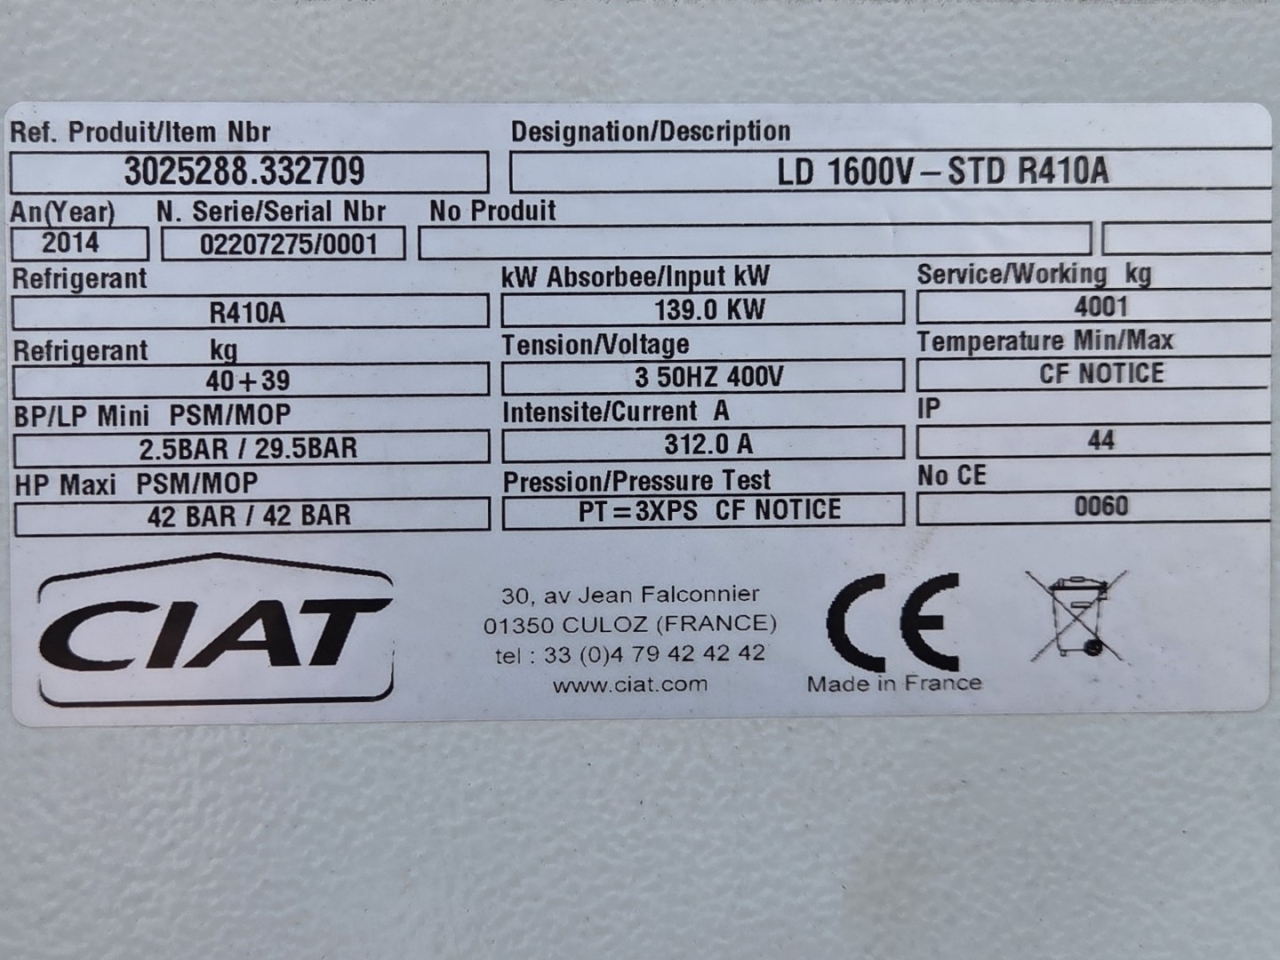 Ref. Produit/Item Nbr Designation/Description
3025288.332709 LD 1600V-STD R410A
An(Year) N. Serie/Serial Nbr No Produit
2014 02207275/0001
Refrigerant kW Absorbee/Input kW Service/Working kg
R410A 139.0 KW 4001
Refrigerant kg Tension/Voltage Temperature Min/Max
40+39 3 50HZ 400V CF NOTICE
BP/LP Mini PSM/MOP Intensite/Current A IP
2.5BAR / 29.5BAR 312.0 A 44
HP Maxi PSM/MOP Pression/Pressure Test No CE
42 BAR / 42 BAR PT=3XPS CF NOTICE 0060
CIAT
30, av Jean Falconnier
01350 CULOZ (FRANCE)
tel : 33 (0)4 79 42 42 42
www.ciat.com
CE
Made in France